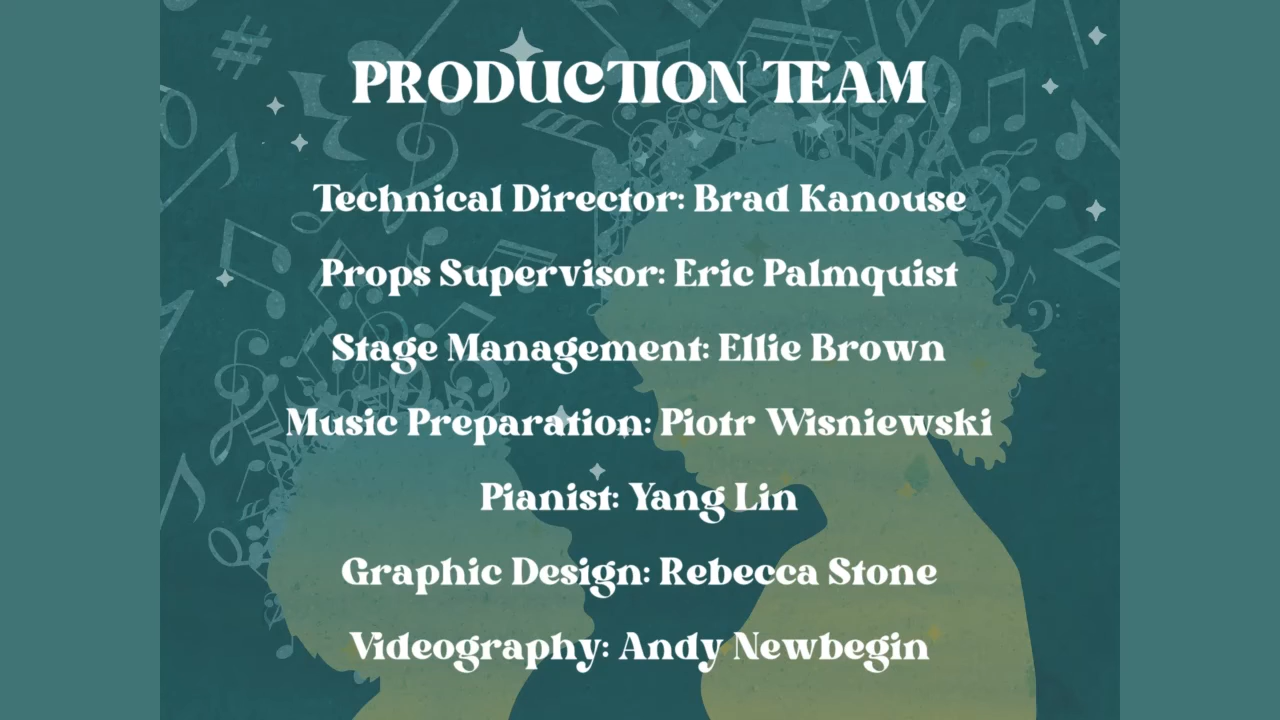 PRODUCTION TEAM
Technical Director: Brad Kanouse
Props Supervisor: Eric Palmquist
Stage Management: Ellie Brown
Music Preparation: Piotr Wisniewski
Pianist: Yang Lin
Graphic Design: Rebecca Stone
Videography: Andy Newbegin